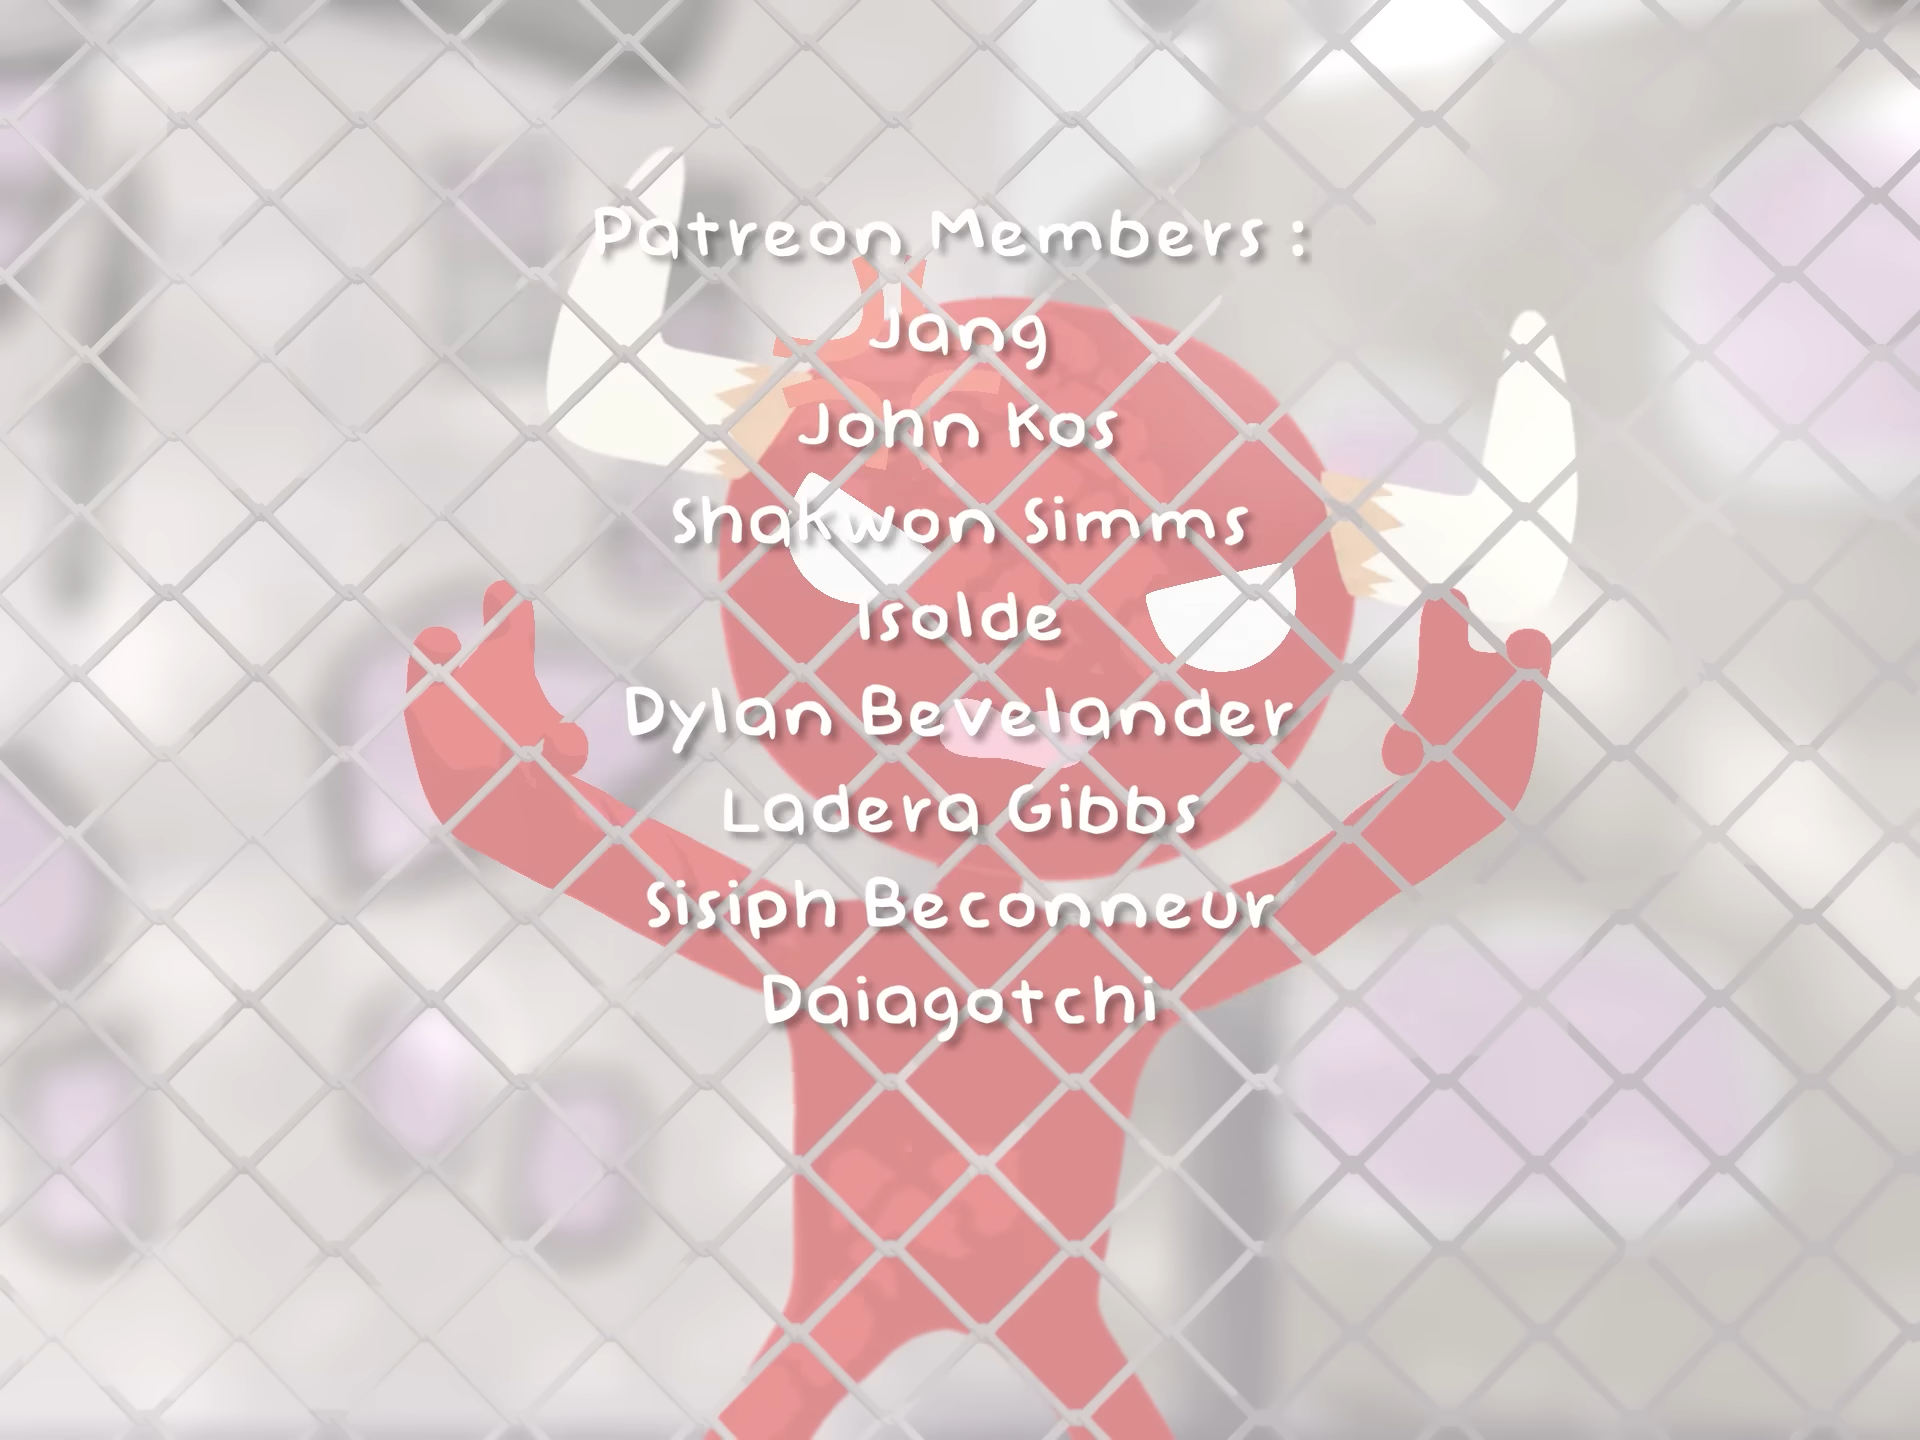 Patreon Members :
Jang
John Kos
Shakwon Simms
Isolde
Dylan Bevelander
Ladera Gibbs
Sisiph Beconneur
Daiagotchi